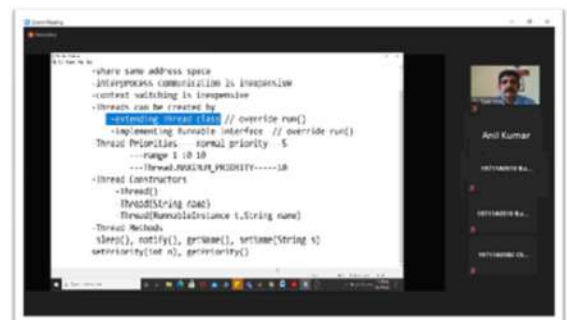 Zoom Meeting
-share same address space
-interprocess communication is inexpensive
-context switching is inexpensive
-Threads can be created by
-extending Thread class // override run()
-implementing Runnable interface // override run()
-Thread Priorities---normal priority--5
---range 1 to 10
---Thread.MAXIMUM_PRIORITY-----10
-Thread Constructors
-Thread()
-Thread(String name)
-Thread(RunnableInstance t,String name)
-Thread Methods
sleep(), notify(), getName(), setName(String s)
setPriority(int n), getPriority()
Anil Kumar